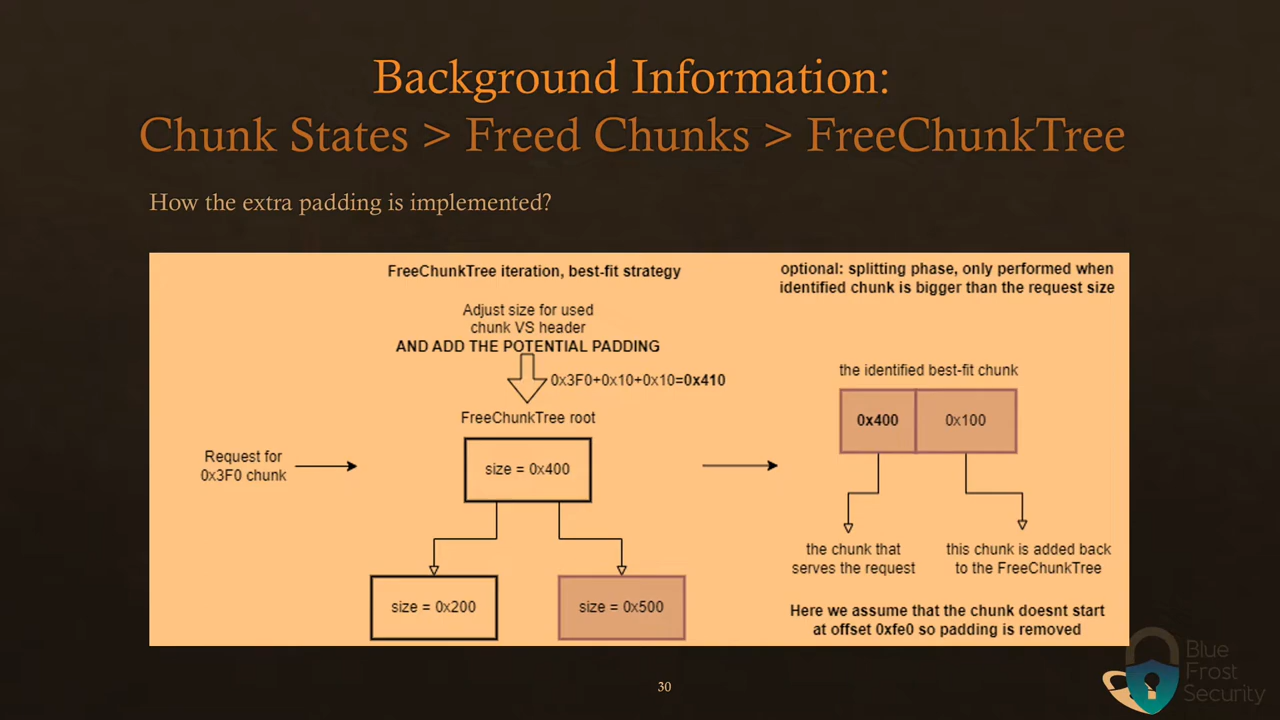 Background Information:
Chunk States > Freed Chunks > FreeChunkTree
How the extra padding is implemented?
FreeChunkTree iteration, best-fit strategy
Adjust size for used
chunk VS header
AND ADD THE POTENTIAL PADDING
0x3F0+0x10+0x10=0x410
FreeChunkTree root
Request for
0x3F0 chunk
size = 0x400
size = 0x200
size = 0x500
optional: splitting phase, only performed when
identified chunk is bigger than the request size
the identified best-fit chunk
0x400
0x100
the chunk that
serves the request
this chunk is added back
to the FreeChunkTree
Here we assume that the chunk doesnt start
at offset 0xfe0 so padding is removed
30
Blue
Frost
Security